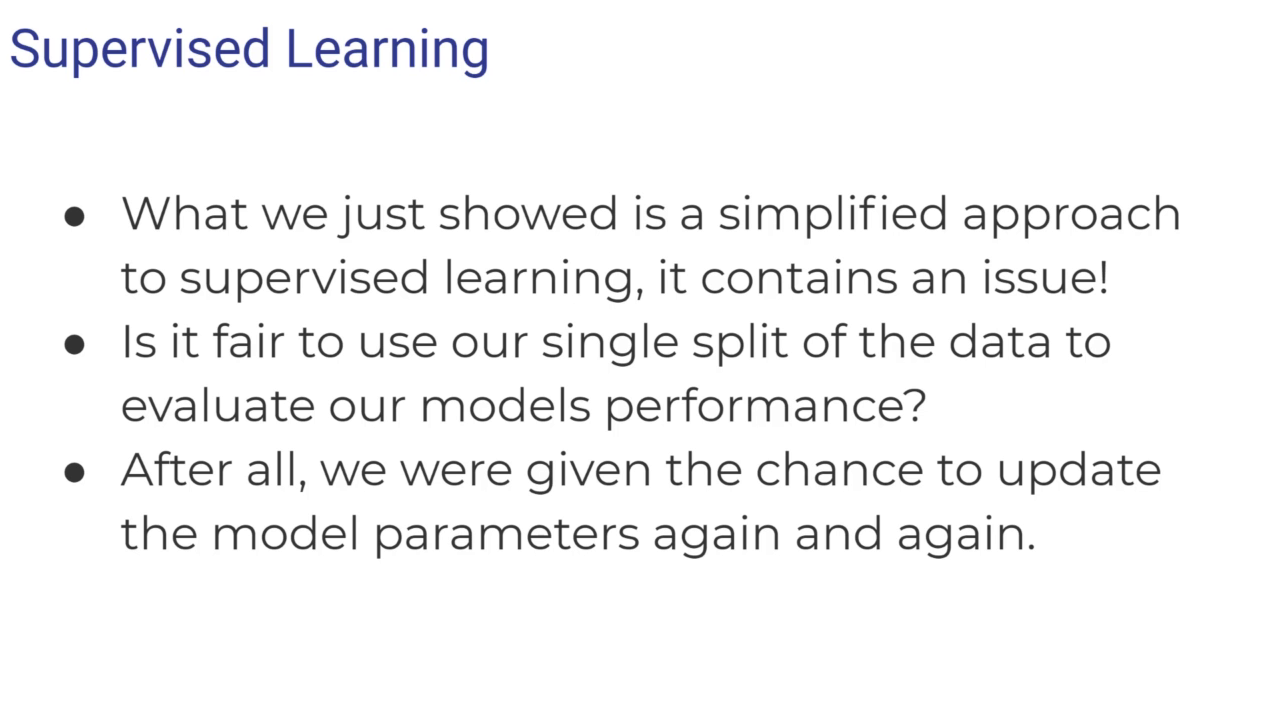 Supervised Learning
● What we just showed is a simplified approach
to supervised learning, it contains an issue!
● Is it fair to use our single split of the data to
evaluate our models performance?
● After all, we were given the chance to update
the model parameters again and again.